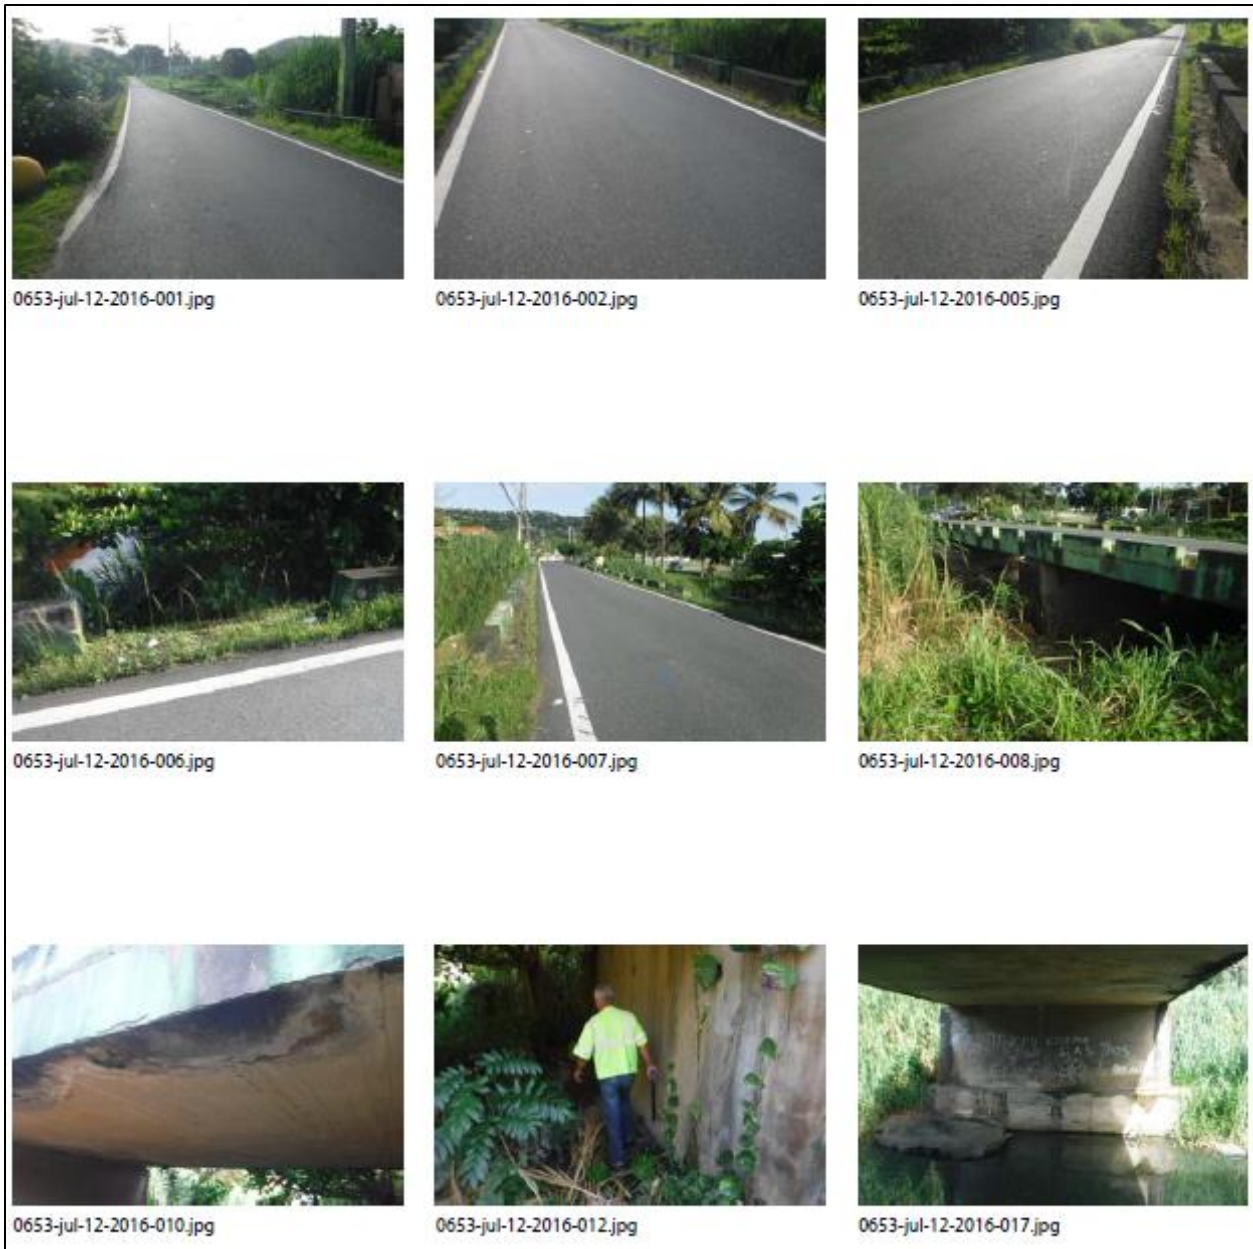 0653-jul-12-2016-001.jpg
0653-jul-12-2016-002.jpg
0653-jul-12-2016-005.jpg
0653-jul-12-2016-006.jpg
0653-jul-12-2016-007.jpg
0653-jul-12-2016-008.jpg
0653-jul-12-2016-010.jpg
0653-jul-12-2016-012.jpg
0653-jul-12-2016-017.jpg